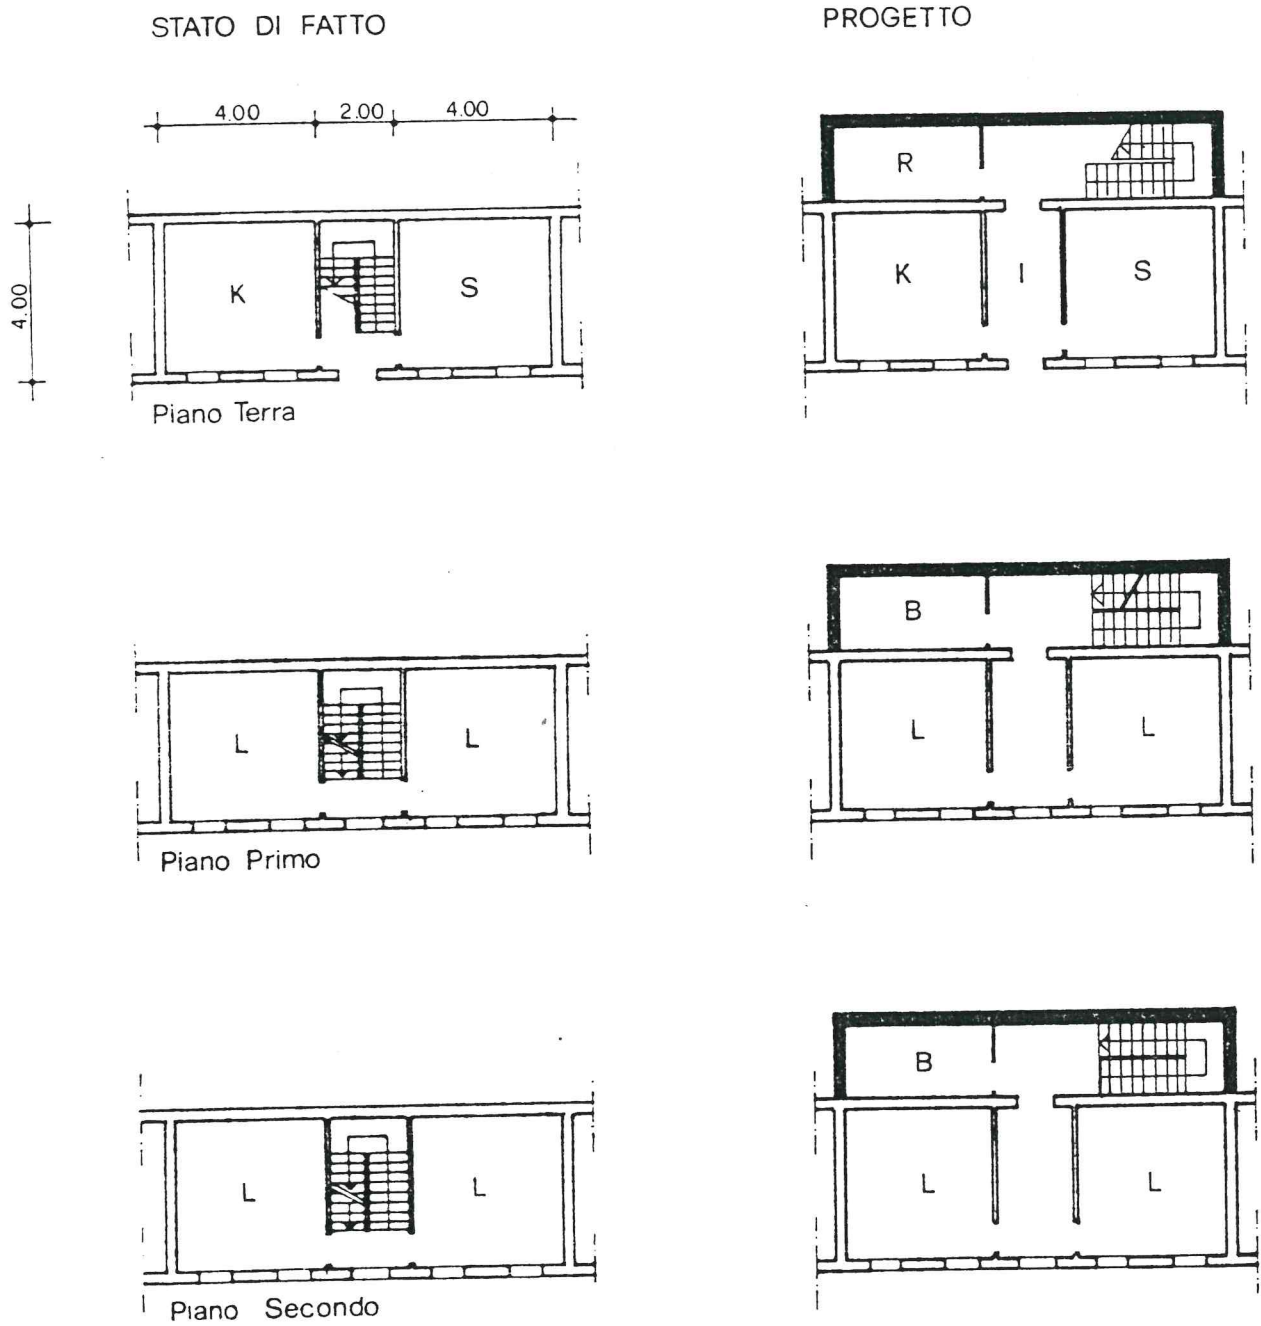 STATO DI FATTO
PROGETTO
4.00 2.00 4.00
4.00
K S
Piano Terra
R
K I S
L L
Piano Primo
B
L L
L L
Piano Secondo
B
L L